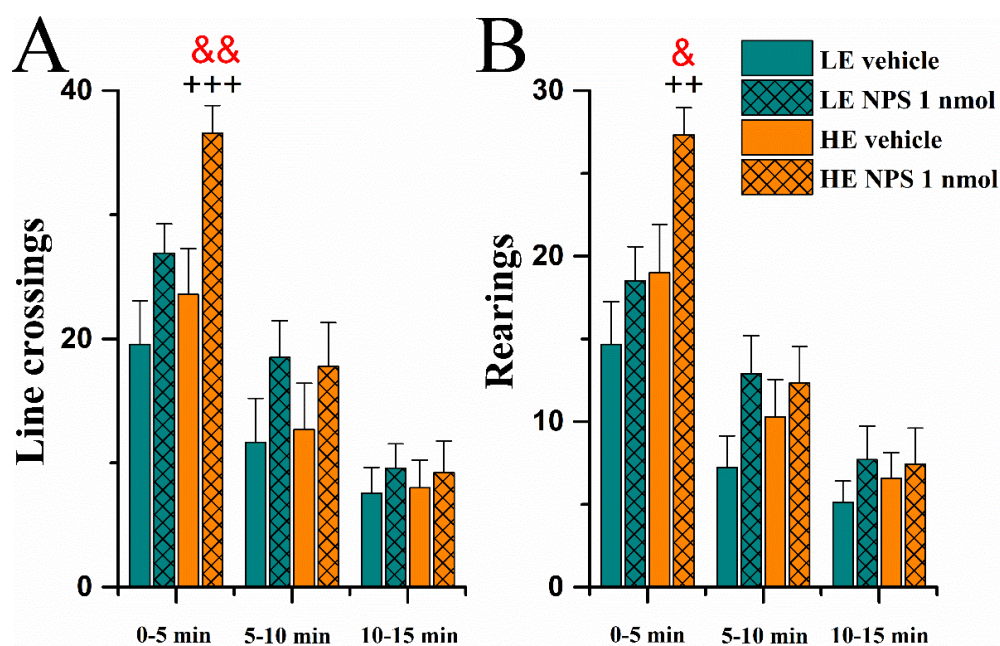 A
&&
+++
40
20
0
Line crossings
0-5 min
5-10 min
10-15 min
B
&
++
30
20
10
0
Rearings
0-5 min
5-10 min
10-15 min
LE vehicle
LE NPS 1 nmol
HE vehicle
HE NPS 1 nmol